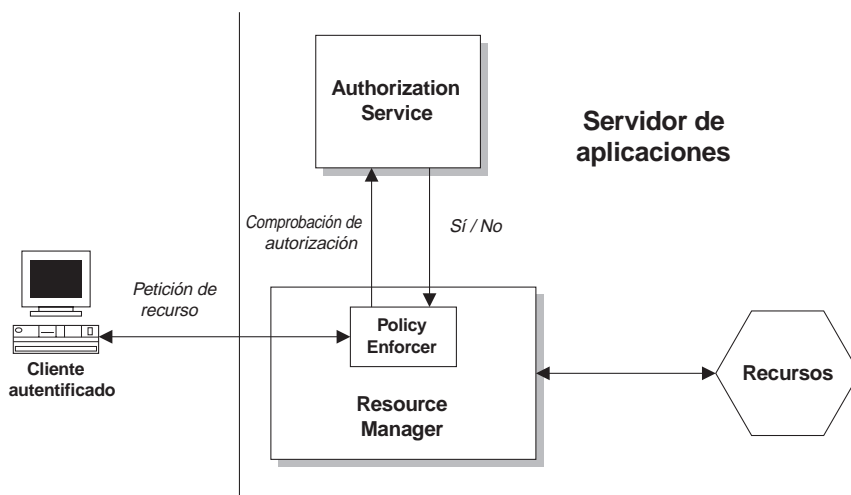 Authorization
Service
Servidor de
aplicaciones
Comprobación de
autorización
Sí / No
Petición de
recurso
Policy
Enforcer
Cliente
autentificado
Resource
Manager
Recursos